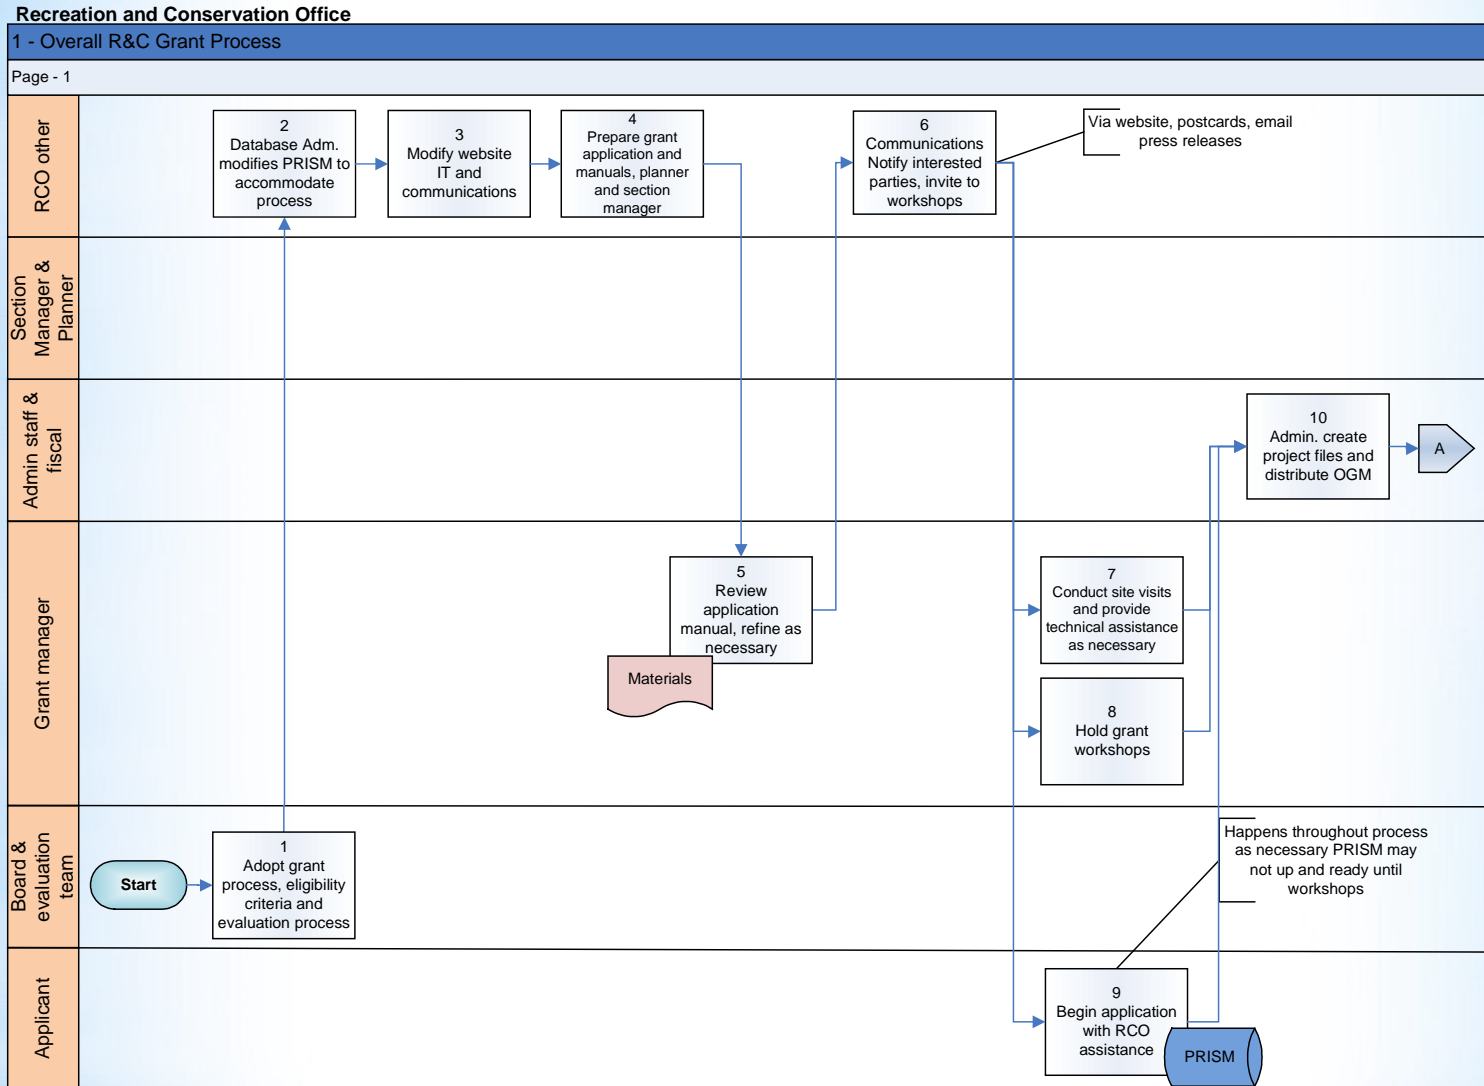 Recreation and Conservation Office
1 - Overall R&C Grant Process
Page - 1
RCO other
2
Database Adm.
modifies PRISM to
accommodate
process
3
Modify website
IT and
communications
4
Prepare grant
application and
manuals, planner
and section
manager
6
Communications
Notify interested
parties, invite to
workshops
Via website, postcards, email
press releases
Section
Manager &
Planner
Admin staff &
fiscal
10
Admin. create
project files and
distribute OGM
A
Grant manager
5
Review
application
manual, refine as
necessary
Materials
7
Conduct site visits
and provide
technical assistance
as necessary
8
Hold grant
workshops
Board &
evaluation
team
Start
1
Adopt grant
process, eligibility
criteria and
evaluation process
Happens throughout process
as necessary PRISM may
not up and ready until
workshops
Applicant
9
Begin application
with RCO
assistance
PRISM